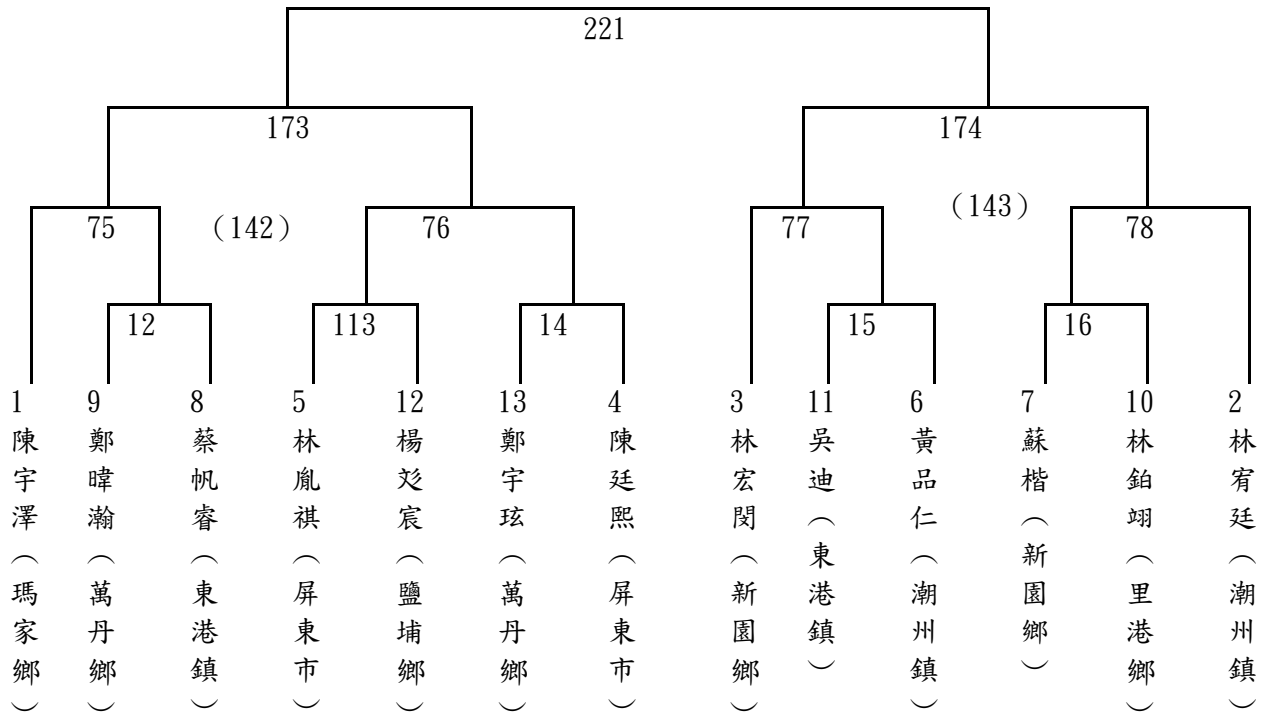 221
173
174
75
（142）
76
77
（143）
78
12
113
14
15
16
1
9
8
5
12
13
4
3
11
6
7
10
2
陳宇澤（瑪家鄉）
鄭暐瀚（萬丹鄉）
蔡帆睿（東港鎮）
林胤祺（屏東市）
楊彣宸（鹽埔鄉）
鄭宇玹（萬丹鄉）
陳廷熙（屏東市）
林宏閔（新園鄉）
吳迪（東港鎮）
黃品仁（潮州鎮）
蘇楷（新園鄉）
林鉑翊（里港鄉）
林宥廷（潮州鎮）